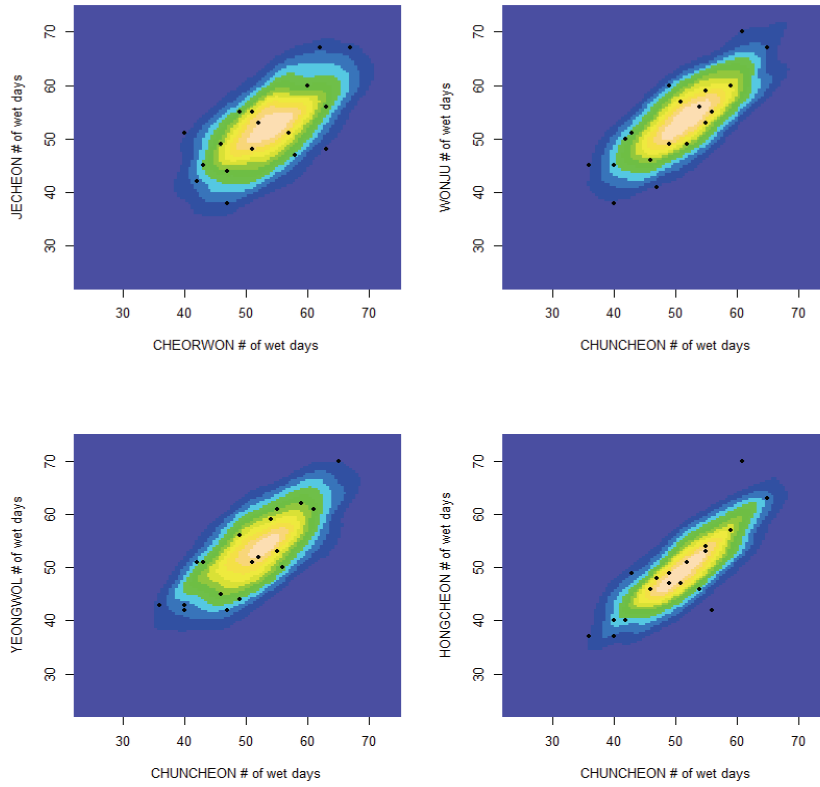 70
60
50
40
30
JECHEON # of wet days
30 40 50 60 70
CHEORWON # of wet days
70
60
50
40
30
WONJU # of wet days
30 40 50 60 70
CHUNCHEON # of wet days
70
60
50
40
30
YEONGWOL # of wet days
30 40 50 60 70
CHUNCHEON # of wet days
70
60
50
40
30
HONGCHEON # of wet days
30 40 50 60 70
CHUNCHEON # of wet days